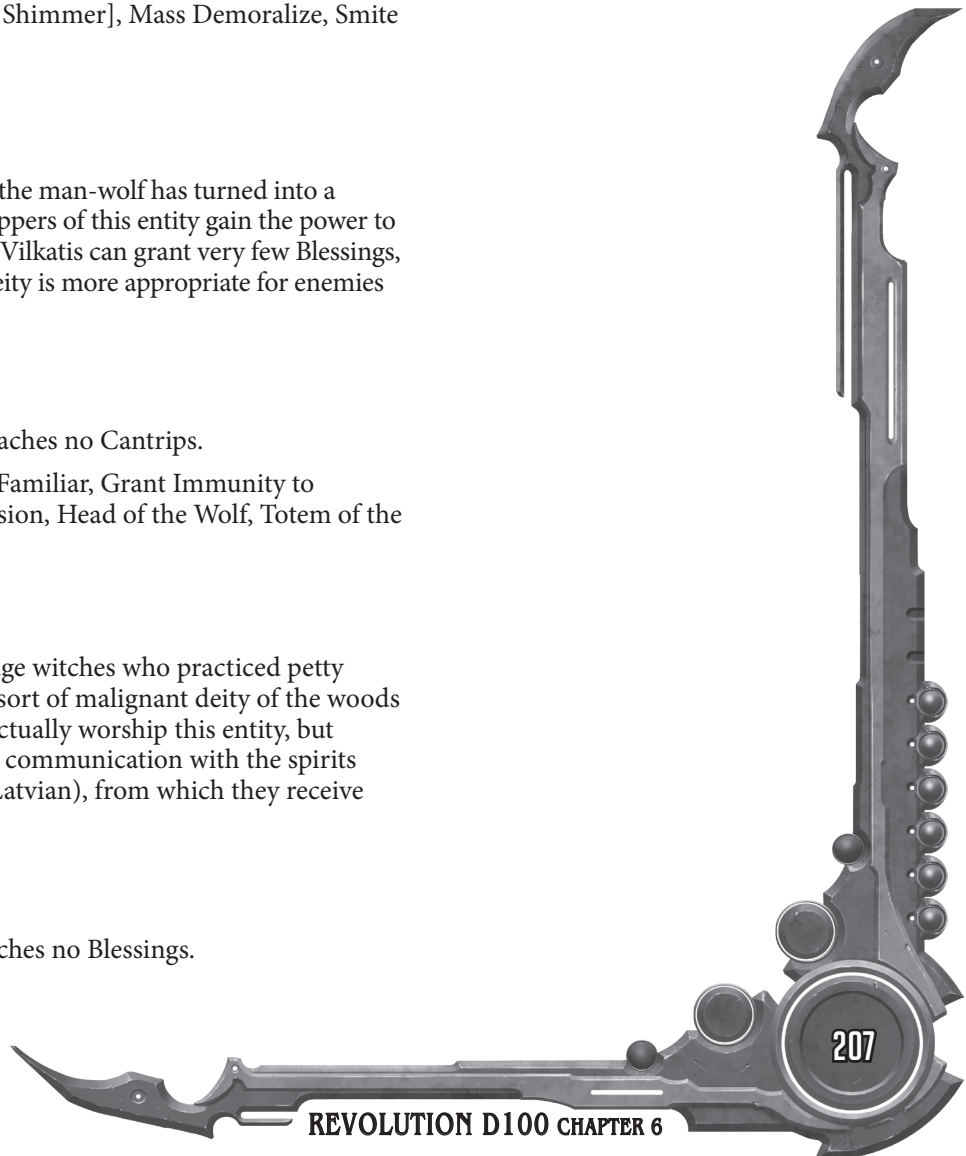 Shimmer], Mass Demoralize, Smite
the man-wolf has turned into a
ppers of this entity gain the power to
Vilkatis can grant very few Blessings,
eity is more appropriate for enemies
aches no Cantrips.
Familiar, Grant Immunity to
sion, Head of the Wolf, Totem of the
ge witches who practiced petty
sort of malignant deity of the woods
ctually worship this entity, but
communication with the spirits
Latvian), from which they receive
ches no Blessings.
207
REVOLUTION D100 CHAPTER 6